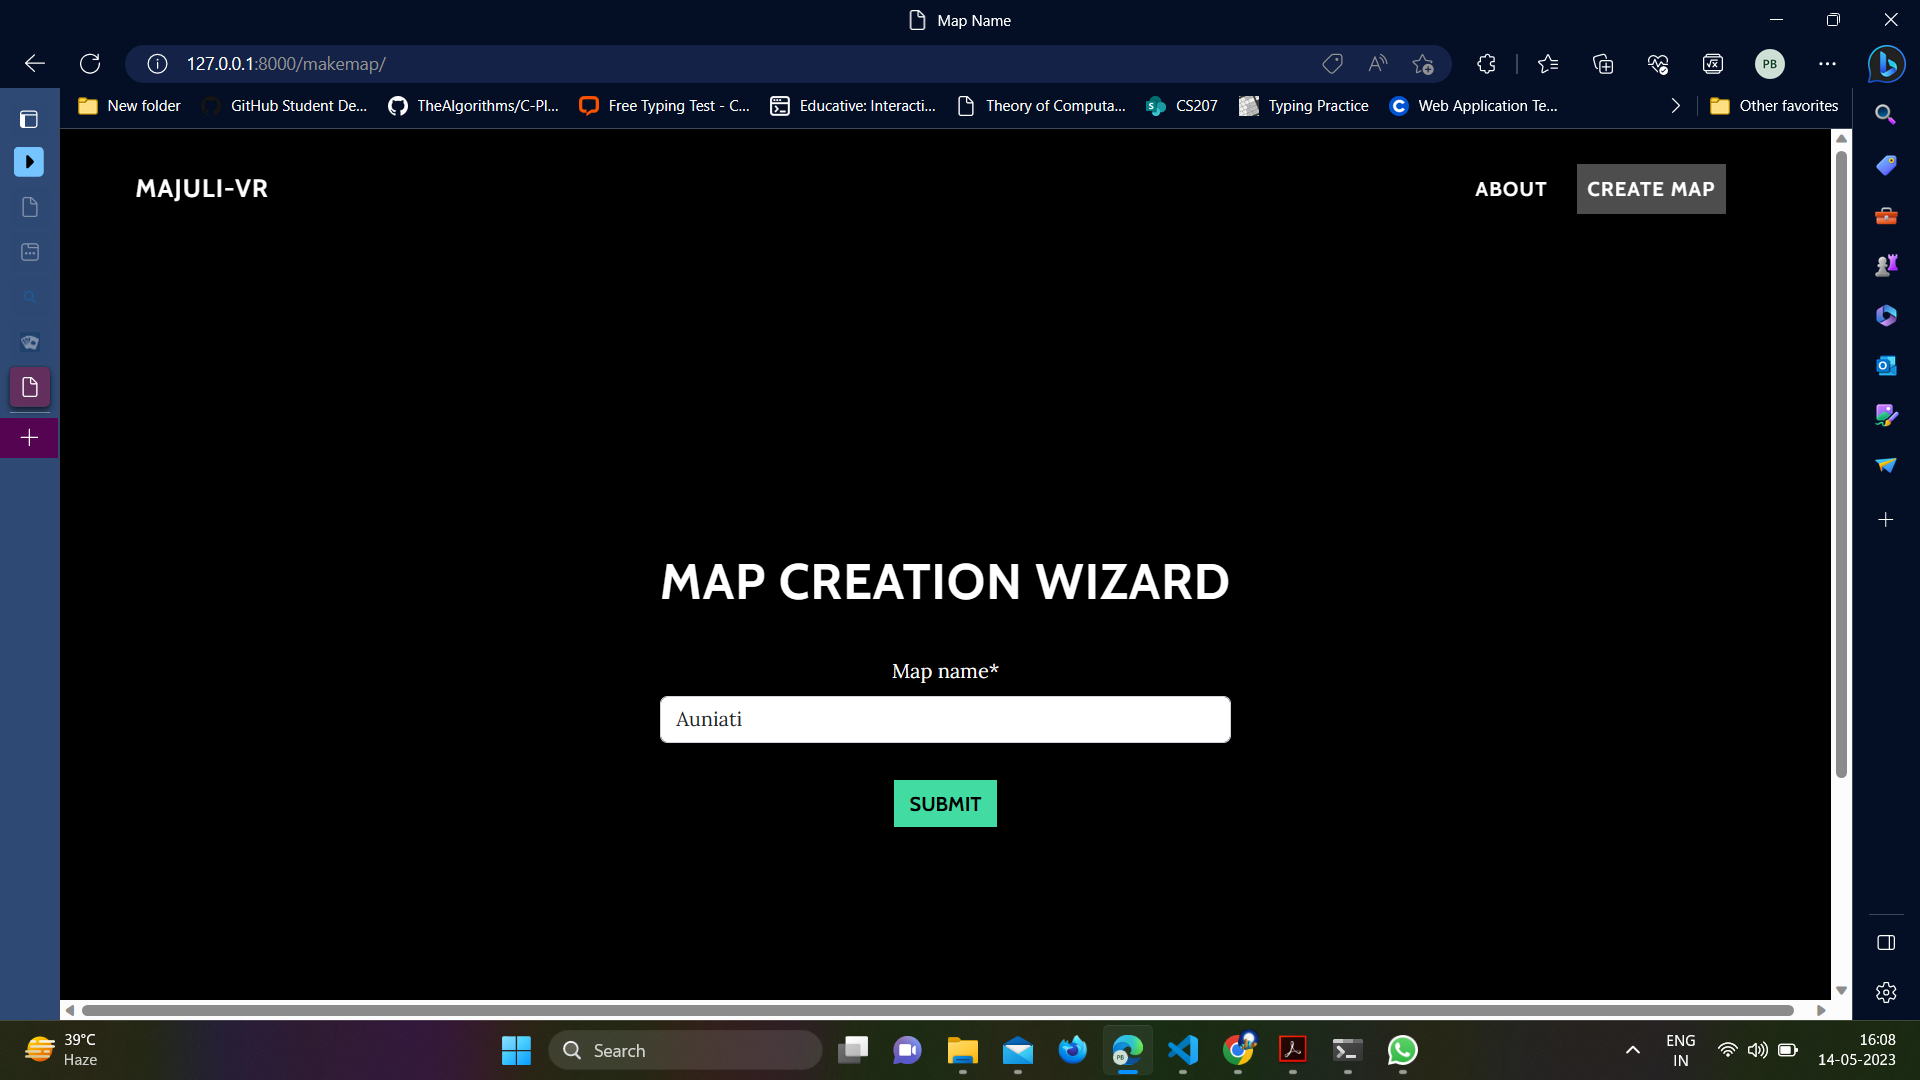 Map Name
127.0.0.1:8000/makemap/
PB
New folder
GitHub Student De...
TheAlgorithms/C-Pl...
Free Typing Test - C...
Educative: Interacti...
Theory of Computa...
CS207
Typing Practice
Web Application Te...
Other favorites
MAJULI-VR
ABOUT
CREATE MAP
MAP CREATION WIZARD
Map name*
Auniati
SUBMIT
39°C
Haze
Search
ENG
IN
16:08
14-05-2023